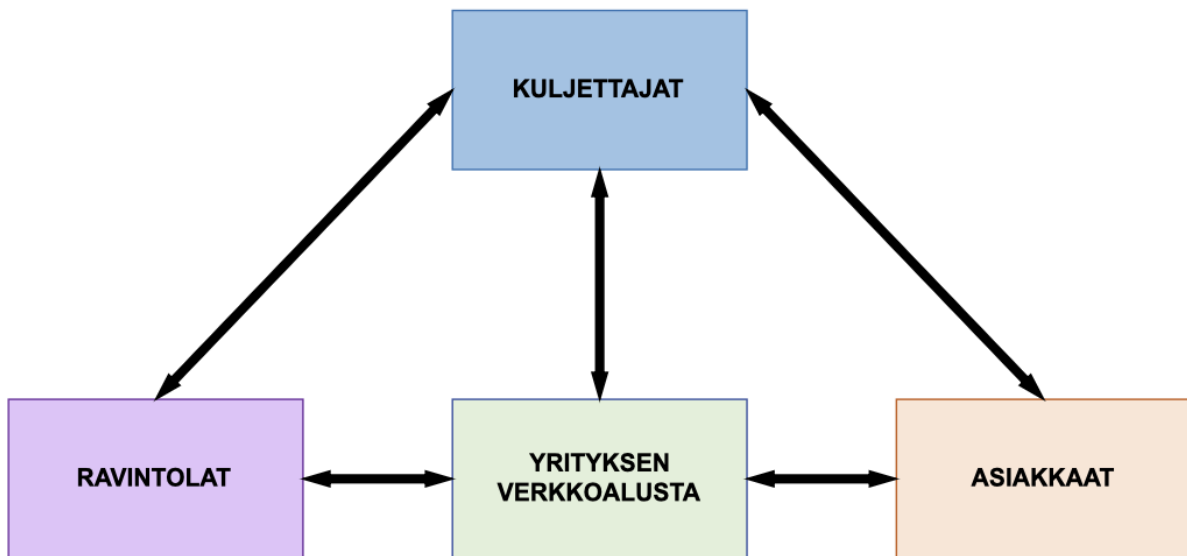 KULJETTAJAT
RAVINTOLAT
YRITYKSEN
VERKKOALUSTA
ASIAKKAAT